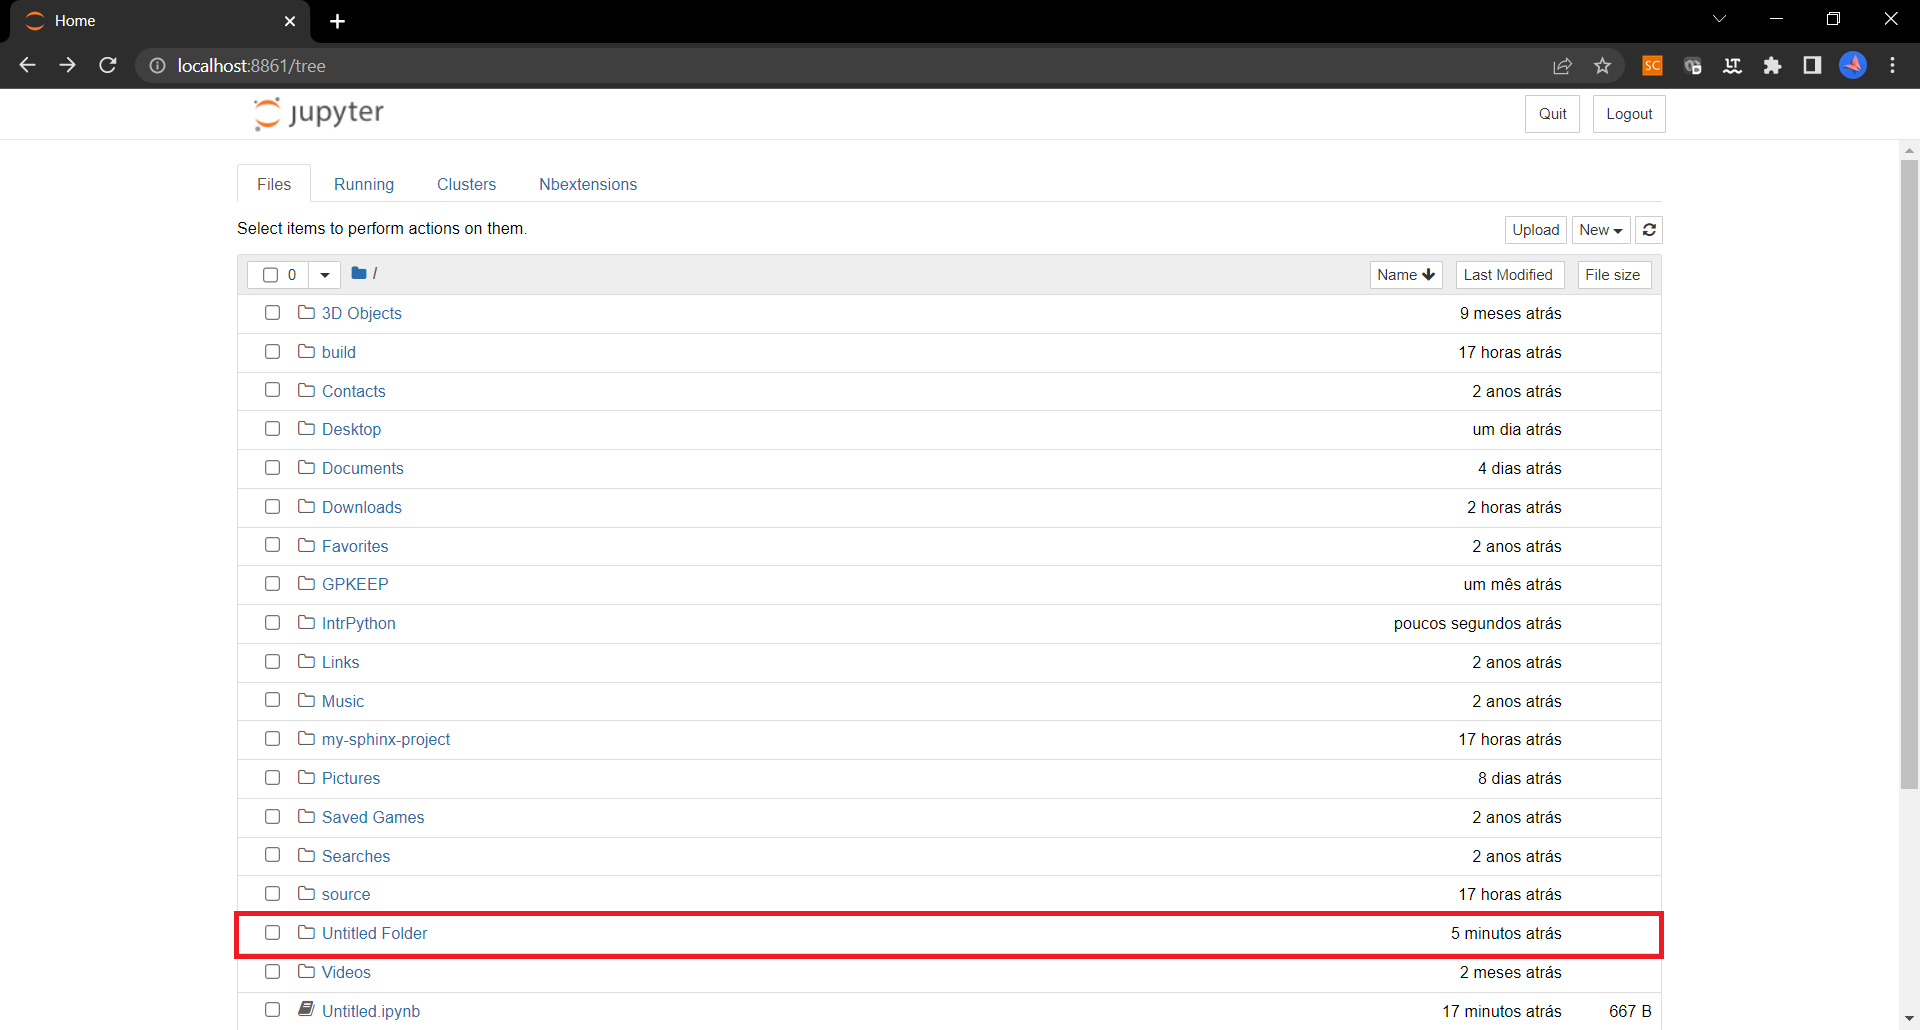 Home
localhost:8861/tree
SC
jupyter
Quit Logout
Files Running Clusters Nbextensions
Select items to perform actions on them.
Upload New
0 /
Name Last Modified File size
3D Objects 9 meses atrás
build 17 horas atrás
Contacts 2 anos atrás
Desktop um dia atrás
Documents 4 dias atrás
Downloads 2 horas atrás
Favorites 2 anos atrás
GPKEEP um mês atrás
IntrPython poucos segundos atrás
Links 2 anos atrás
Music 2 anos atrás
my-sphinx-project 17 horas atrás
Pictures 8 dias atrás
Saved Games 2 anos atrás
Searches 2 anos atrás
source 17 horas atrás
Untitled Folder 5 minutos atrás
Videos 2 meses atrás
Untitled.ipynb 17 minutos atrás 667 B